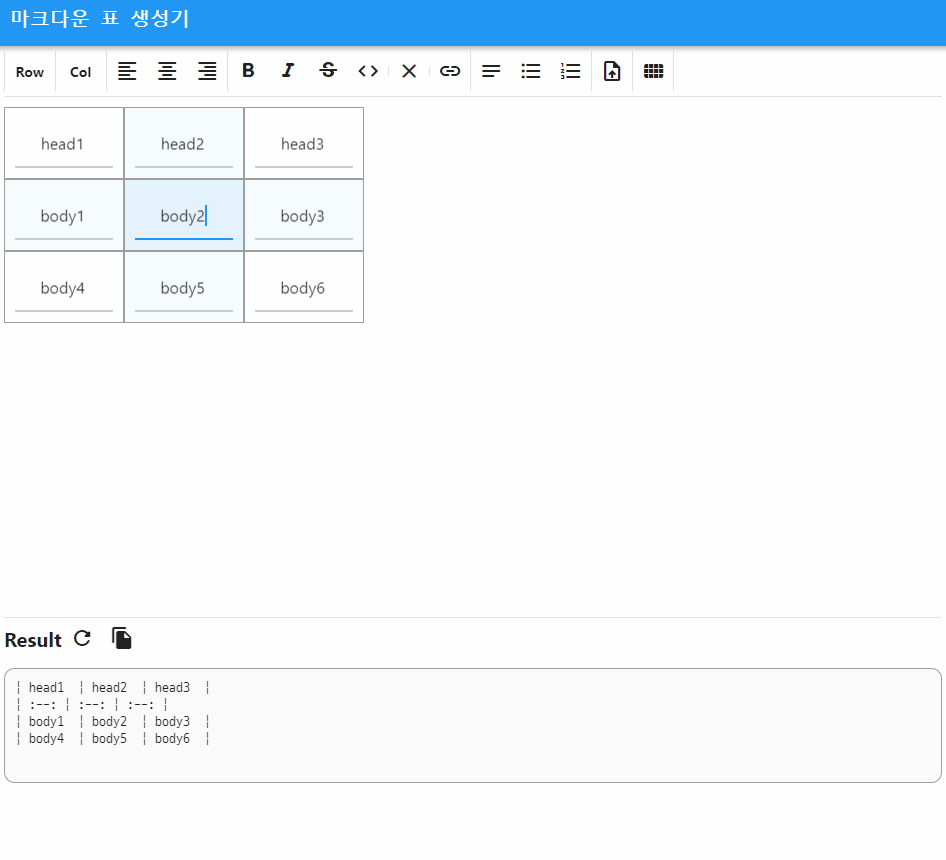 마크다운 표 생성기
Row Col
head1 head2 head3
body1 body2 body3
body4 body5 body6
Result
¦ head1 ¦ head2 ¦ head3 ¦
¦ :--: ¦ :--: ¦ :--: ¦
¦ body1 ¦ body2 ¦ body3 ¦
¦ body4 ¦ body5 ¦ body6 ¦